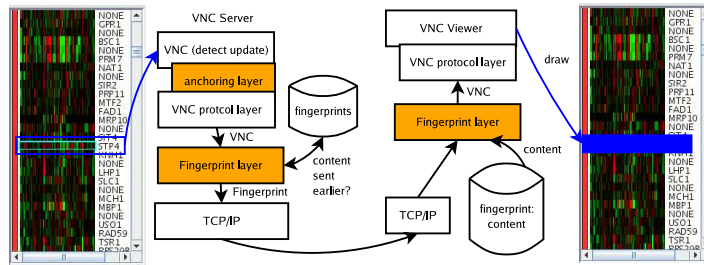 NONE
GPR1
NONE
BSC1
NONE
PRM7
NAT1
NONE
SIR2
PRP11
MTF2
FAD1
MRP10
NONE
SIT4
STP4
KNH1
NONE
LHP1
SLC1
NONE
MCH1
MBP1
NONE
USO1
RAD59
TSR1
VNC Server
VNC (detect update)
anchoring layer
VNC protcol layer
VNC
Fingerprint layer
Fingerprint
TCP/IP
fingerprints
content
sent
earlier?
VNC Viewer
VNC protocol layer
VNC
Fingerprint layer
TCP/IP
content
fingerprint:
content
draw
NONE
GPR1
NONE
BSC1
NONE
PRM7
NAT1
NONE
SIR2
PRP11
MTF2
FAD1
MRP10
NONE
STP4
KNH1
NONE
LHP1
SLC1
NONE
MCH1
MBP1
NONE
USO1
RAD59
TSR1